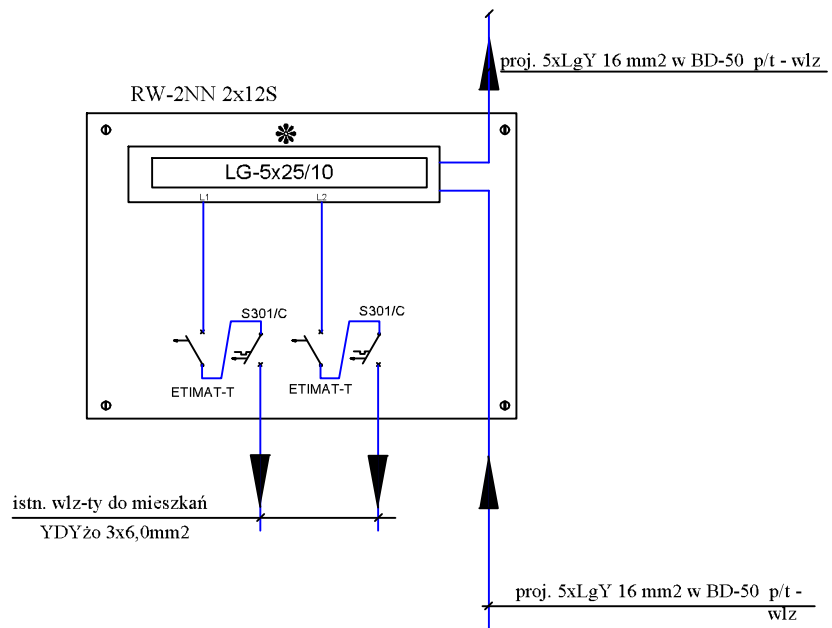 proj. 5xLgY 16 mm2 w BD-50 p/t - wlz
RW-2NN 2x12S
LG-5x25/10
L1
L2
S301/C
S301/C
ETIMAT-T
ETIMAT-T
istn. wlz-ty do mieszkań
YDYżo 3x6,0mm2
proj. 5xLgY 16 mm2 w BD-50 p/t -
wlz